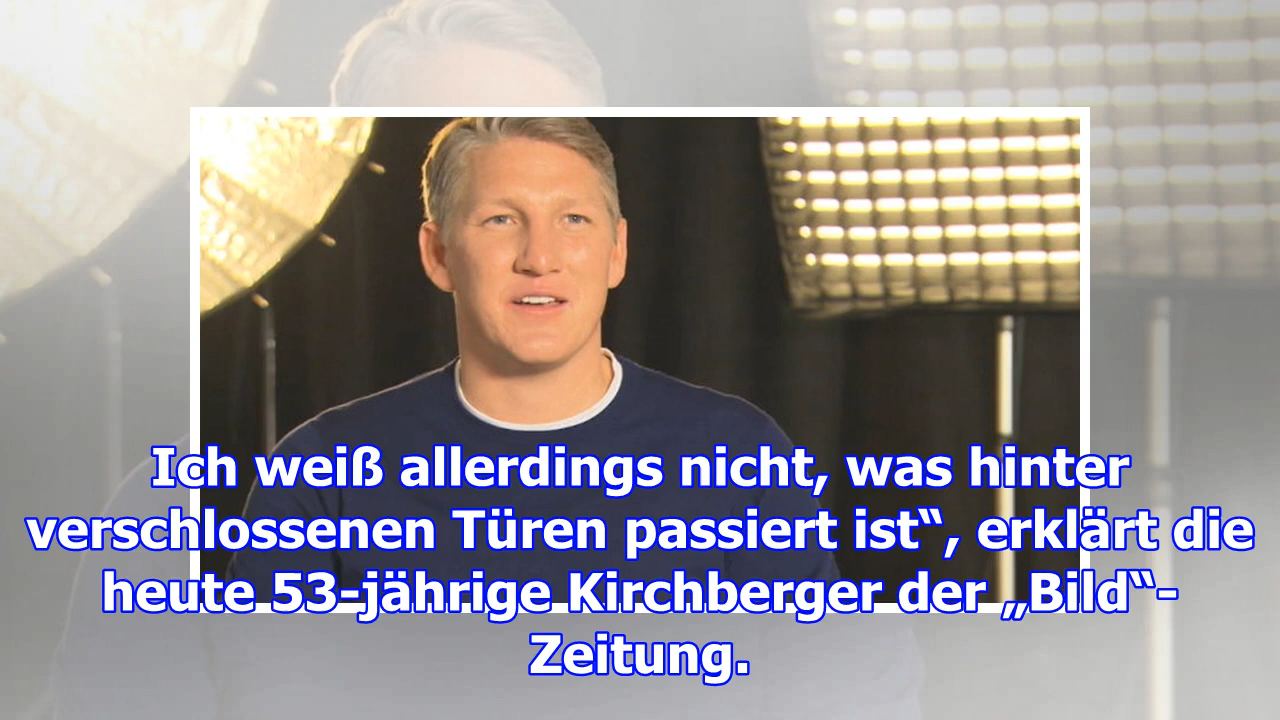 Ich weiß allerdings nicht, was hinter
verschlossenen Türen passiert ist“, erklärt die
heute 53-jährige Kirchberger der „Bild“-
Zeitung.